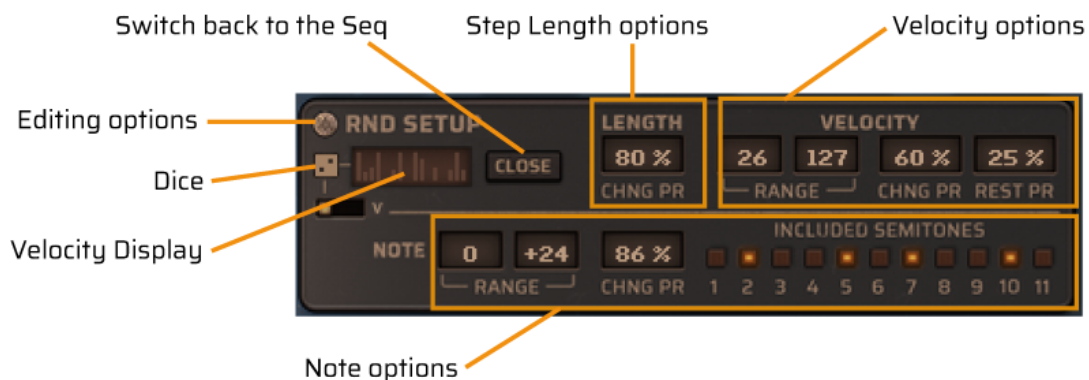 Switch back to the Seq
Step Length options
Velocity options
Editing options
Dice
Velocity Display
RND SETUP
CLOSE
LENGTH
80 %
CHNG PR
VELOCITY
26 127 60 % 25 %
RANGE CHNG PR REST PR
V
NOTE 0 +24 86 %
RANGE CHNG PR
INCLUDED SEMITONES
1 2 3 4 5 6 7 8 9 10 11
Note options